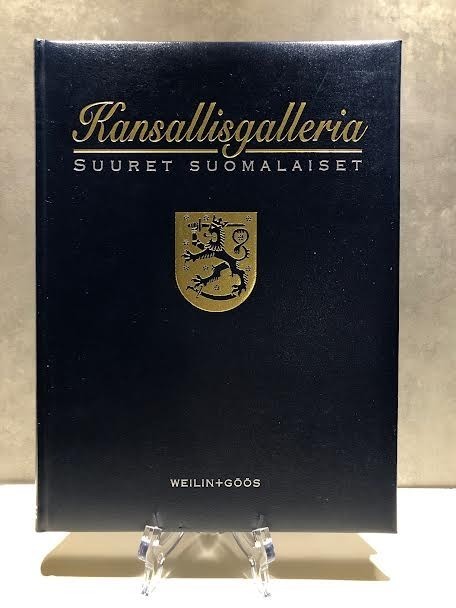 Kansallisgalleria
SUURET SUOMALAISET
WEILIN+GÖÖS